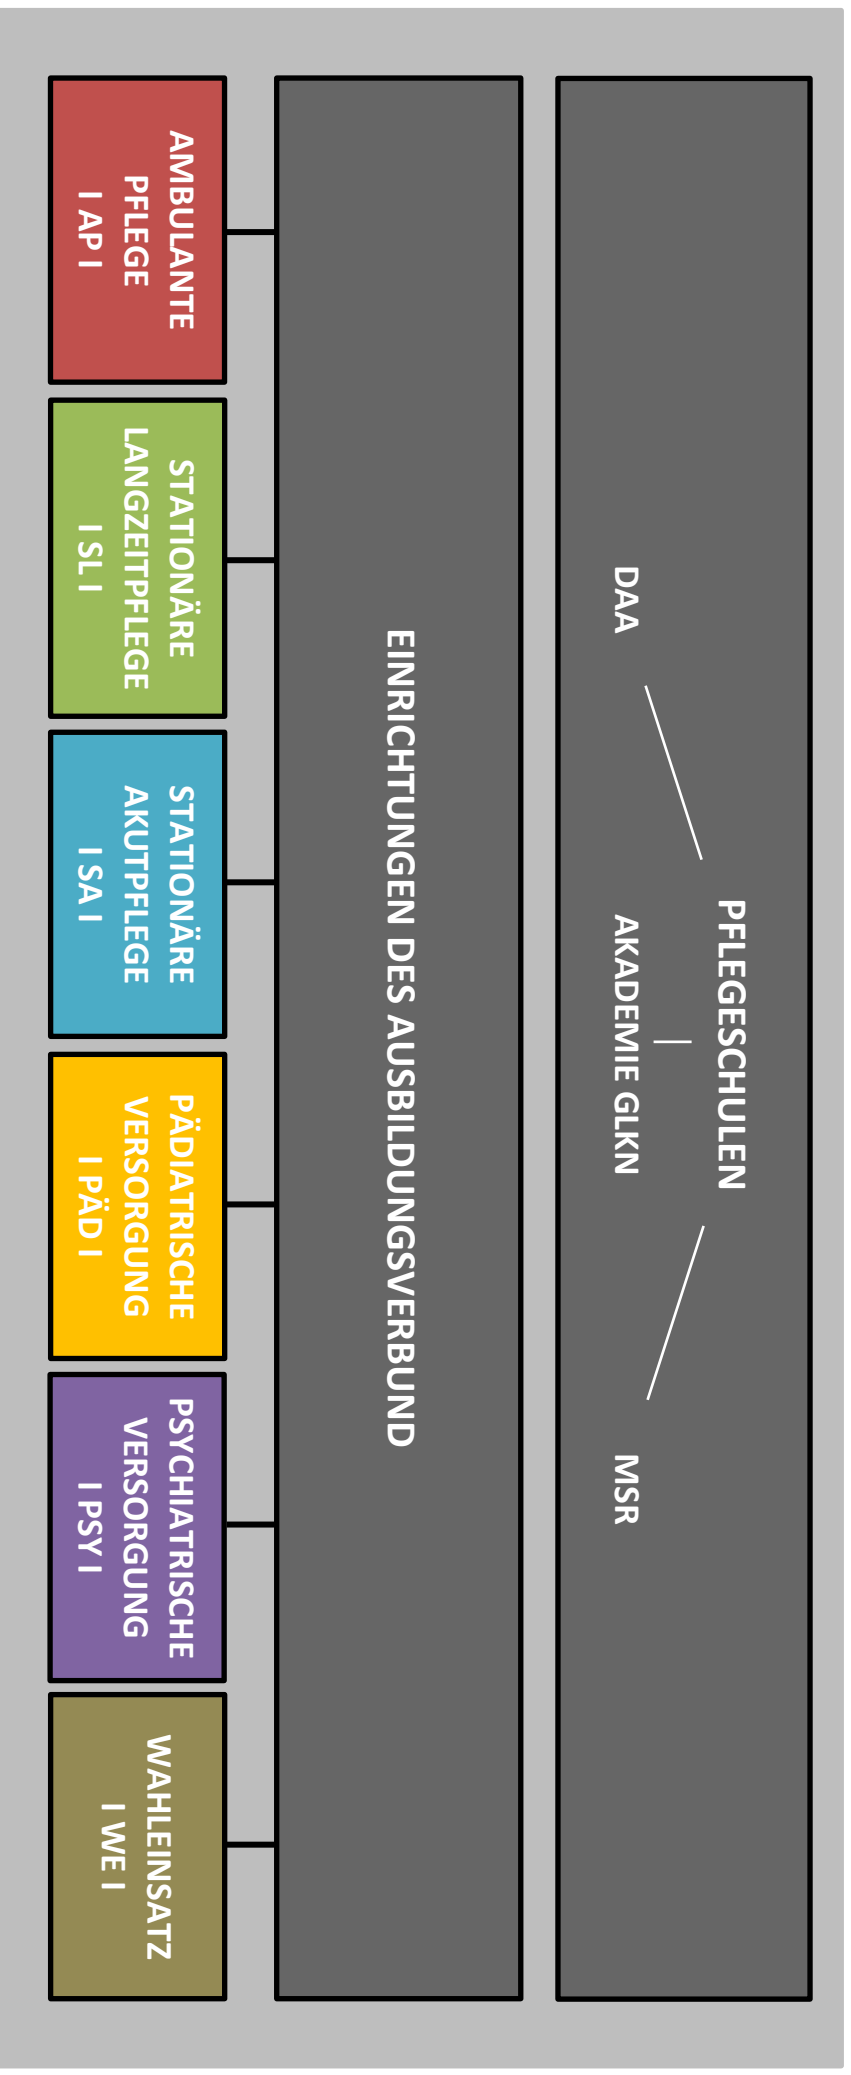 PFLEGESCHULEN
DAA
AKADEMIE GLKN
MSR
EINRICHTUNGEN DES AUSBILDUNGSVERBUND
AMBULANTE
PFLEGE
I AP I
STATIONÄRE
LANGZEITPFLEGE
I SL I
STATIONÄRE
AKUTPFLEGE
I SA I
PÄDIATRISCHE
VERSORGUNG
I PÄD I
PSYCHIATRISCHE
VERSORGUNG
I PSY I
WAHLEINSATZ
I WE I